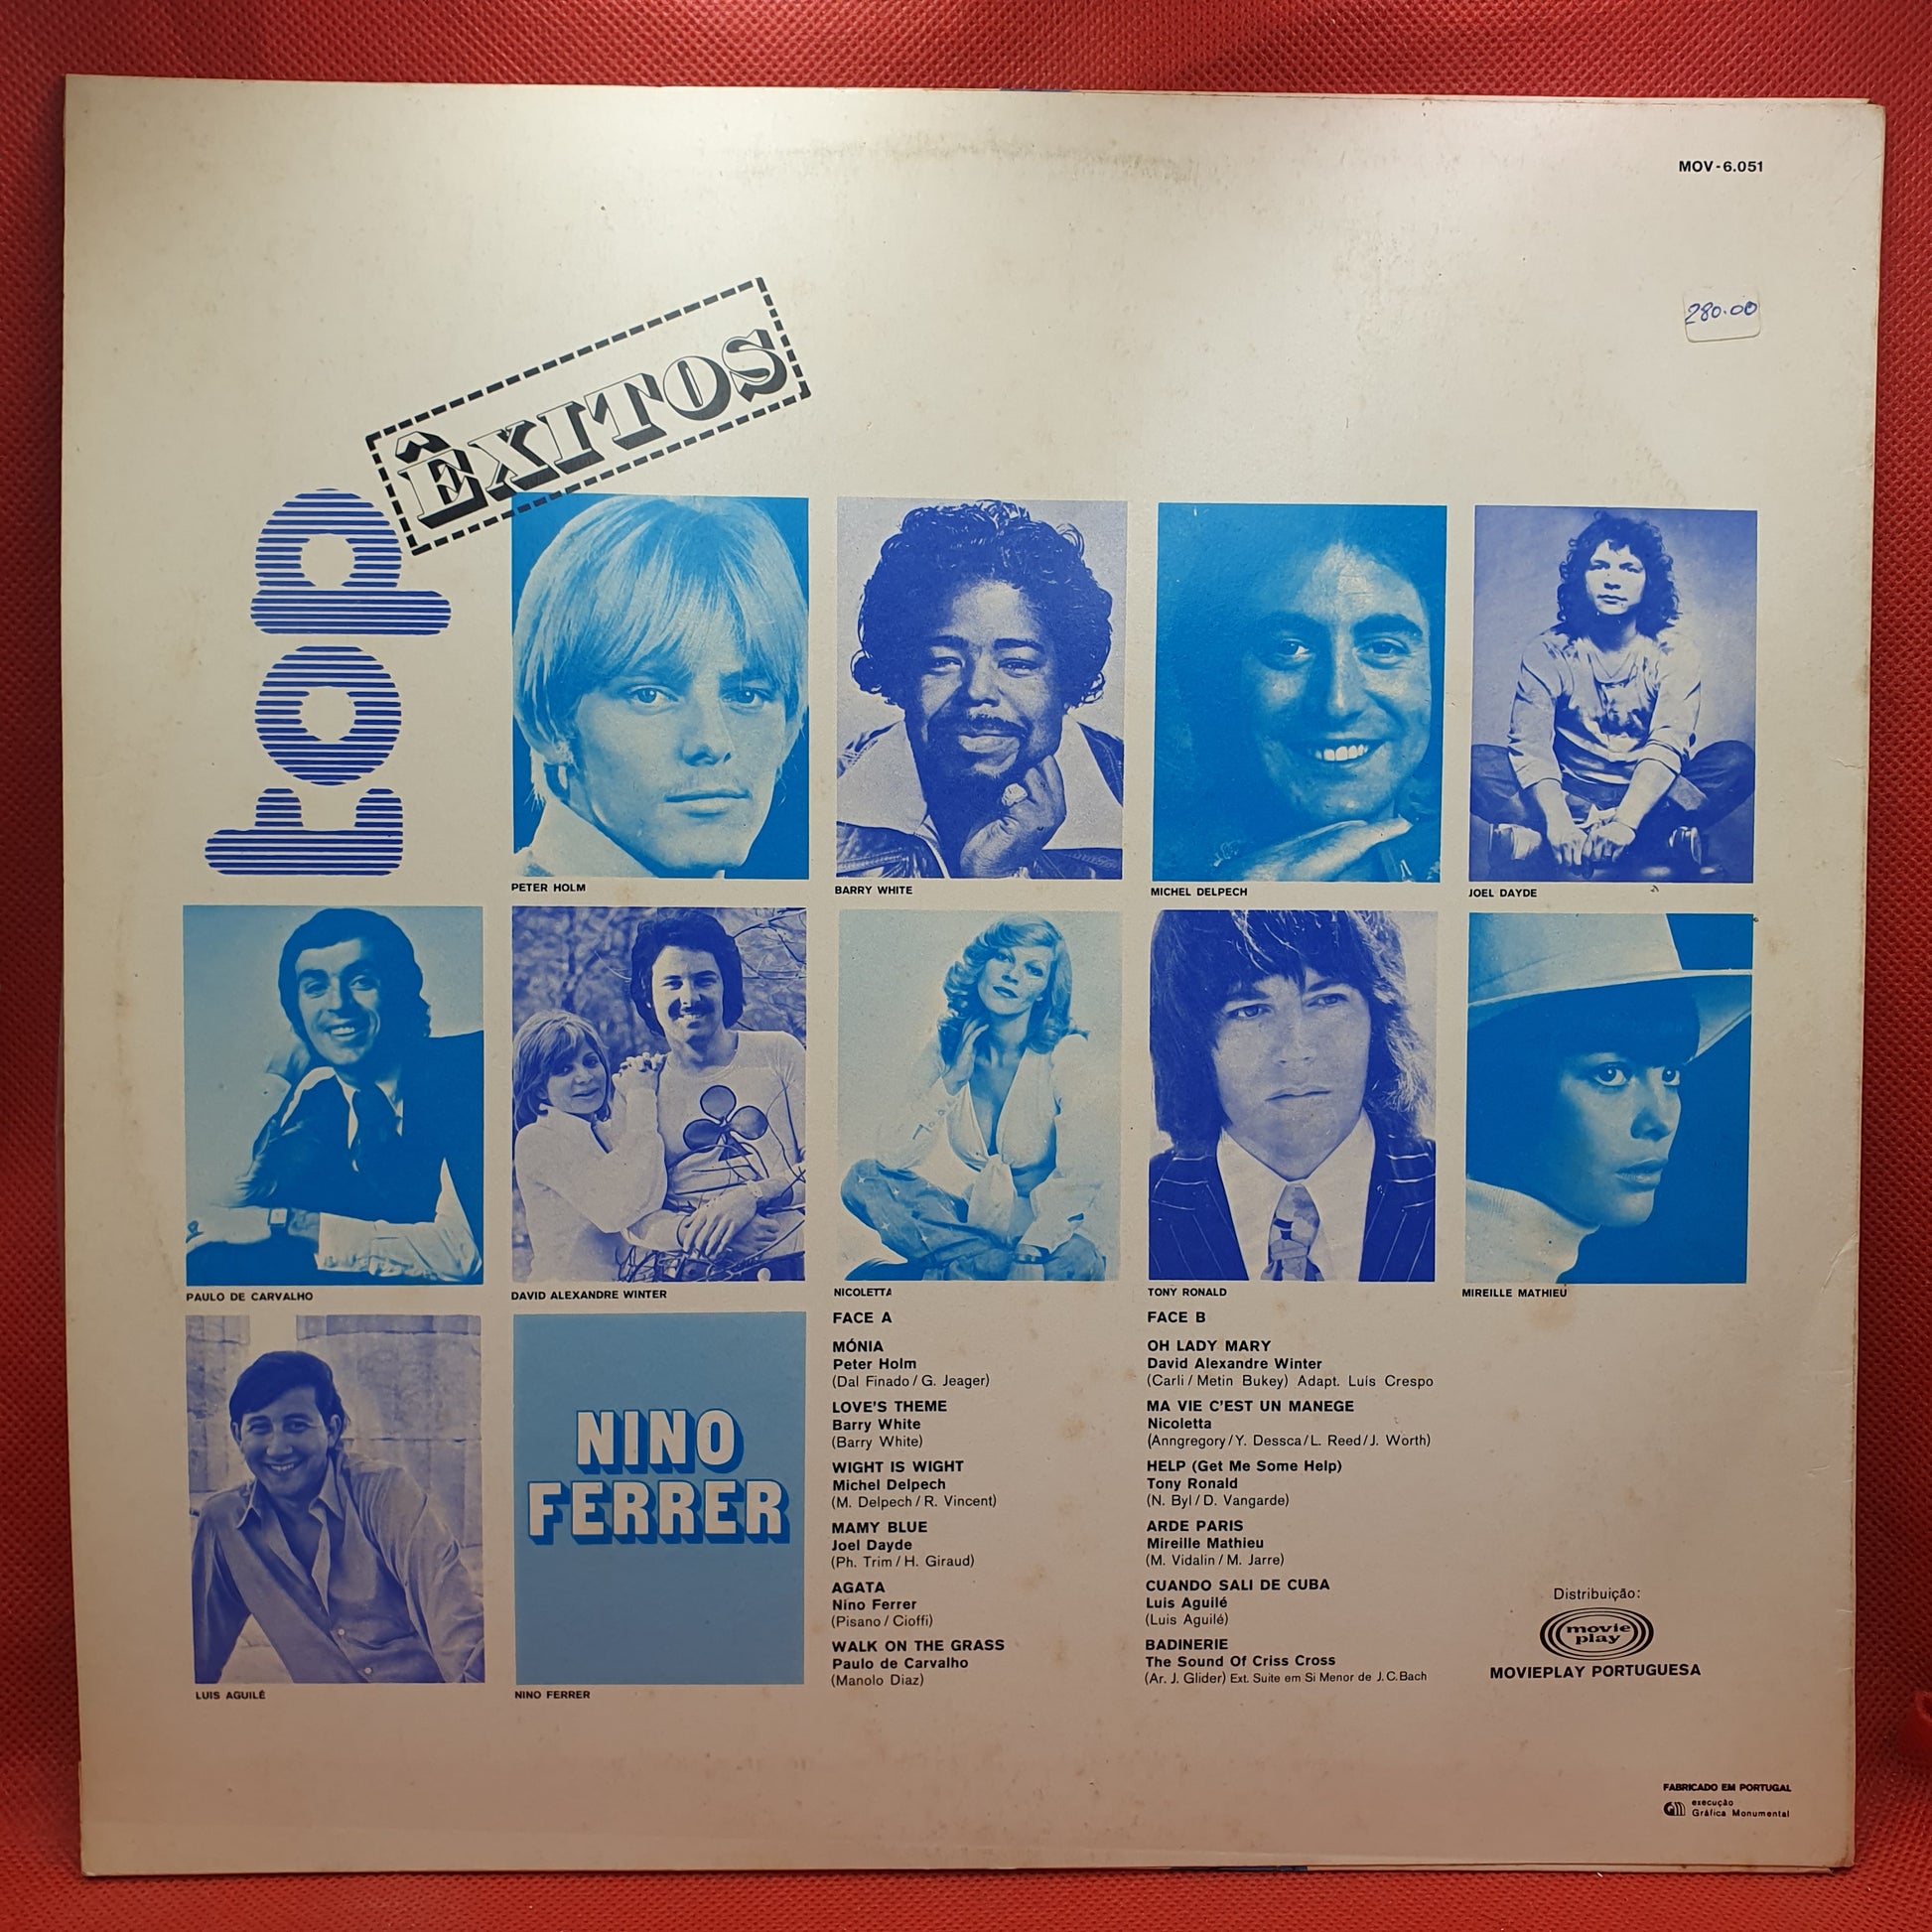 MOV-6.051
280.00
ÊXITOS
top
PETER HOLM
BARRY WHITE
MICHEL DELPECH
JOEL DAYDE
PAULO DE CARVALHO
DAVID ALEXANDRE WINTER
NICOLETTA
TONY RONALD
MIREILLE MATHIEU
NINO
FERRER
LUIS AGUILÉ
NINO FERRER
FACE A
MÓNIA
Peter Holm
(Dal Finado / G. Jeager)
LOVE'S THEME
Barry White
(Barry White)
WIGHT IS WIGHT
Michel Delpech
(M. Delpech / R. Vincent)
MAMY BLUE
Joel Dayde
(Ph. Trim / H. Giraud)
AGATA
Nino Ferrer
(Pisano / Cioffi)
WALK ON THE GRASS
Paulo de Carvalho
(Manolo Diaz)
FACE B
OH LADY MARY
David Alexandre Winter
(Carli / Metin Bukey) Adapt. Luís Crespo
MA VIE C'EST UN MANEGE
Nicoletta
(Anngregory / Y. Dessca / L. Reed / J. Worth)
HELP (Get Me Some Help)
Tony Ronald
(N. Byl / D. Vangarde)
ARDE PARIS
Mireille Mathieu
(M. Vidalin / M. Jarre)
CUANDO SALI DE CUBA
Luis Aguilé
(Luis Aguilé)
BADINERIE
The Sound Of Criss Cross
(Ar. J. Glider) Ext. Suite em Si Menor de J. C. Bach
Distribuição:
movie
play
MOVIEPLAY PORTUGUESA
FABRICADO EM PORTUGAL
execução
Gráfica Monumental